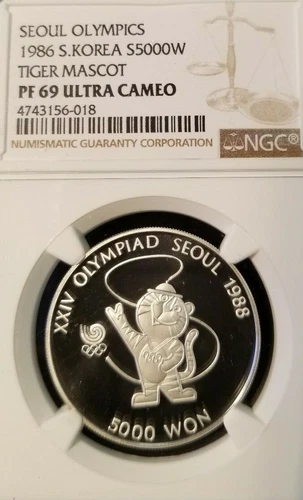 SEOUL OLYMPICS
1986 S.KOREA S5000W
TIGER MASCOT
PF 69 ULTRA CAMEO
4743156-018
NUMISMATIC GUARANTY CORPORATION
NGC®
XXIV OLYMPIAD SEOUL 1988
5000 WON